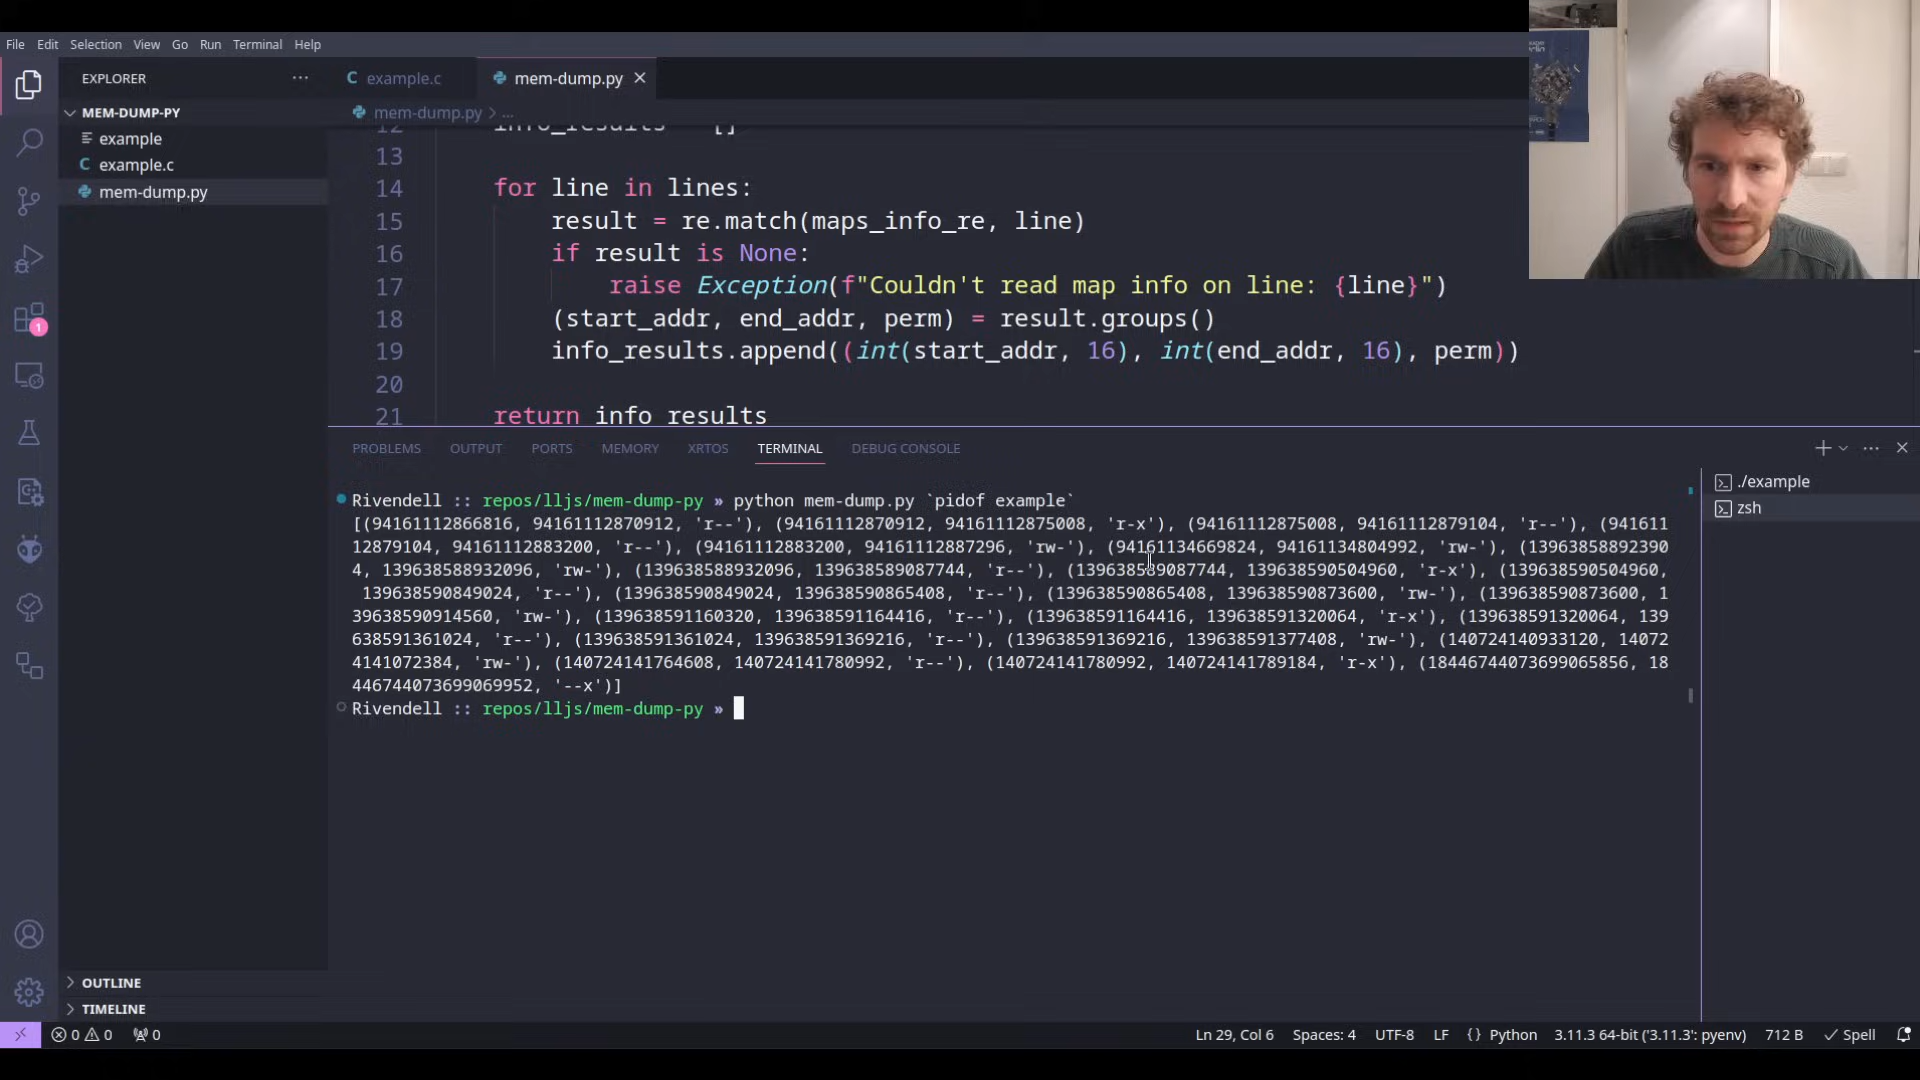 File Edit Selection View Go Run Terminal Help
EXPLORER
MEM-DUMP-PY
example
C example.c
mem-dump.py
OUTLINE
TIMELINE
1
C example.c
mem-dump.py
mem-dump.py > ...
12 info_results = []
13
14 for line in lines:
15 result = re.match(maps_info_re, line)
16 if result is None:
17 raise Exception(f"Couldn't read map info on line: {line}")
18 (start_addr, end_addr, perm) = result.groups()
19 info_results.append((int(start_addr, 16), int(end_addr, 16), perm))
20
21 return info_results
PROBLEMS OUTPUT PORTS MEMORY XRTOS TERMINAL DEBUG CONSOLE
Rivendell :: repos/lljs/mem-dump-py » python mem-dump.py `pidof example`
[(94161112866816, 94161112870912, 'r--'), (94161112870912, 94161112875008, 'r-x'), (94161112875008, 94161112879104, 'r--'), (941611
12879104, 94161112883200, 'r--'), (94161112883200, 94161112887296, 'rw-'), (94161134669824, 94161134804992, 'rw-'), (13963858892390
4, 139638588932096, 'rw-'), (139638588932096, 139638589087744, 'r--'), (139638589087744, 139638590504960, 'r-x'), (139638590504960,
139638590849024, 'r--'), (139638590849024, 139638590865408, 'r--'), (139638590865408, 139638590873600, 'rw-'), (139638590873600, 1
39638590914560, 'rw-'), (139638591160320, 139638591164416, 'r--'), (139638591164416, 139638591320064, 'r-x'), (139638591320064, 139
638591361024, 'r--'), (139638591361024, 139638591369216, 'r--'), (139638591369216, 139638591377408, 'rw-'), (140724140933120, 14072
4141072384, 'rw-'), (140724141764608, 140724141780992, 'r--'), (140724141780992, 140724141789184, 'r-x'), (18446744073699065856, 18
446744073699069952, '--x')]
Rivendell :: repos/lljs/mem-dump-py »
./example
zsh
0 0 0
Ln 29, Col 6 Spaces: 4 UTF-8 LF {} Python 3.11.3 64-bit ('3.11.3': pyenv) 712 B Spell